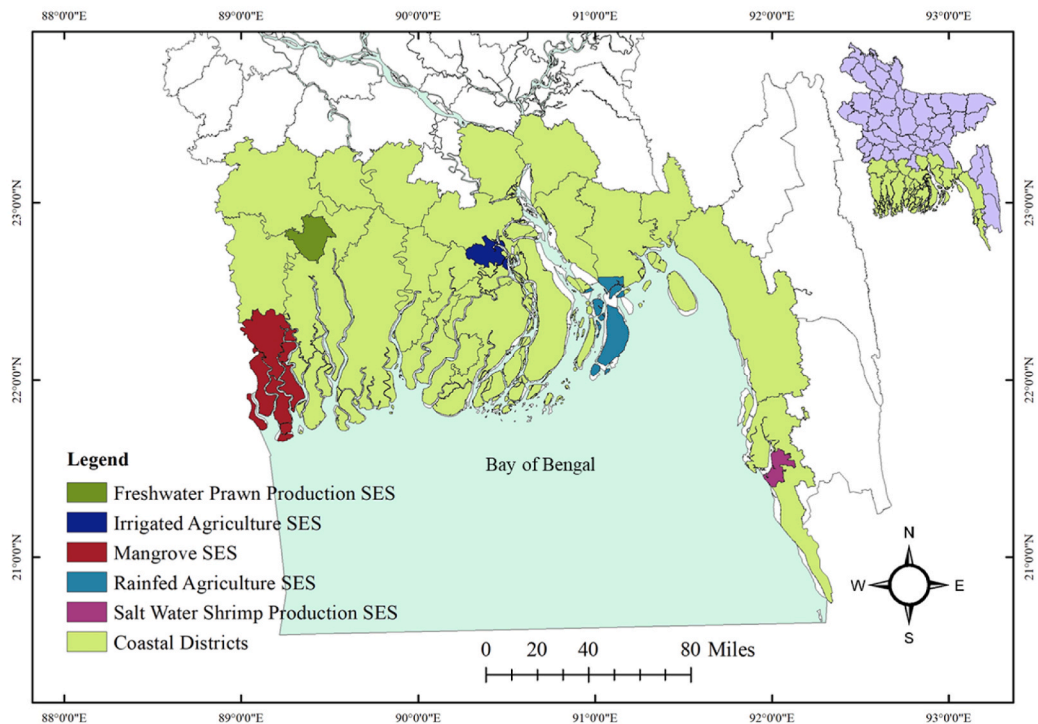 88°0'0"E 89°0'0"E 90°0'0"E 91°0'0"E 92°0'0"E 93°0'0"E
23°0'0"N 23°0'0"N
22°0'0"N 22°0'0"N
Bay of Bengal
Legend
Freshwater Prawn Production SES
Irrigated Agriculture SES
Mangrove SES
Rainfed Agriculture SES
Salt Water Shrimp Production SES
Coastal Districts
21°0'0"N 21°0'0"N
N
W E
S
0 20 40 80 Miles
88°0'0"E 89°0'0"E 90°0'0"E 91°0'0"E 92°0'0"E 93°0'0"E